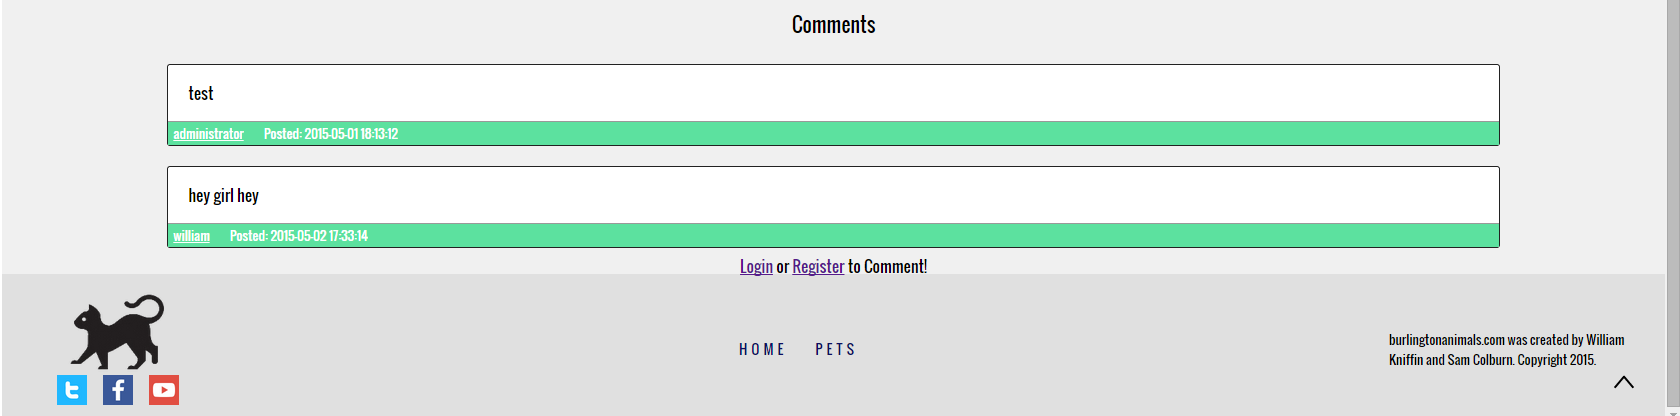 Comments
test
administrator Posted: 2015-05-01 18:13:12
hey girl hey
william Posted: 2015-05-02 17:33:14
Login or Register to Comment!
HOME PETS
burlingtonanimals.com was created by William
Kniffin and Sam Colburn. Copyright 2015.